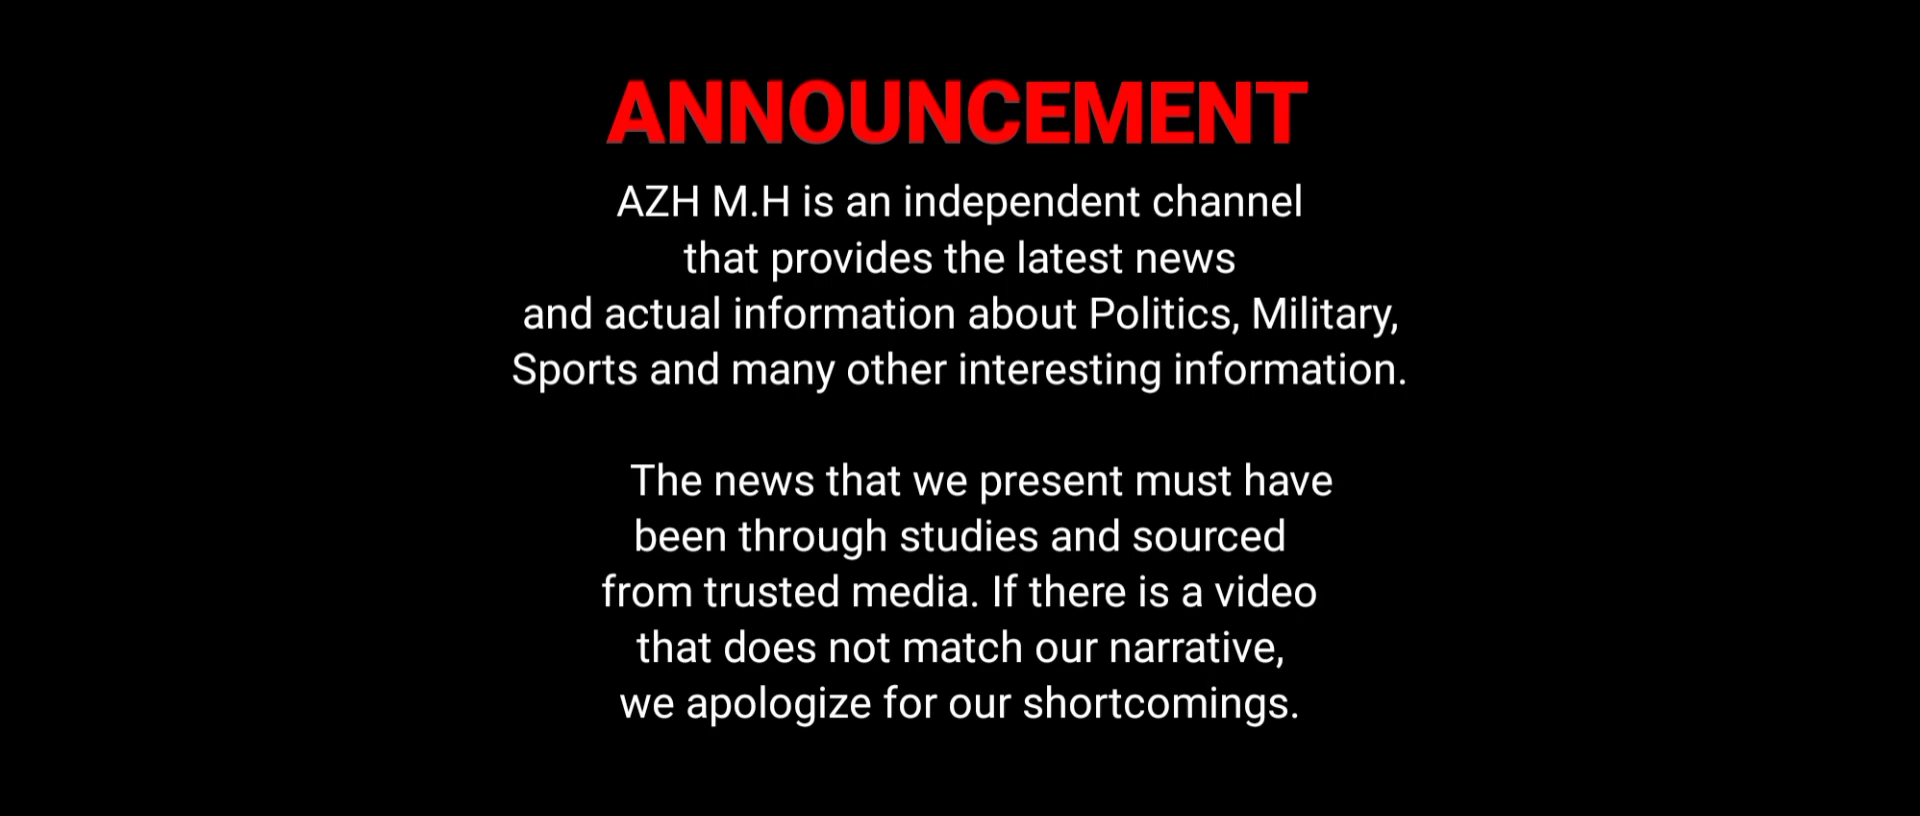 ANNOUNCEMENT
AZH M.H is an independent channel
that provides the latest news
and actual information about Politics, Military,
Sports and many other interesting information.
The news that we present must have
been through studies and sourced
from trusted media. If there is a video
that does not match our narrative,
we apologize for our shortcomings.